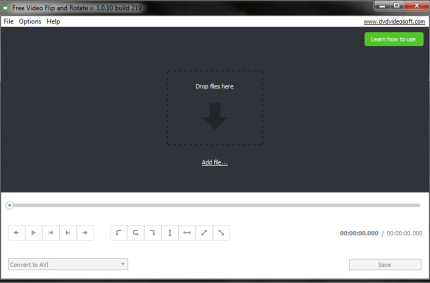 Free Video Flip and Rotate v. 1.0.10 build 219
File Options Help www.dvdvideosoft.com
Learn how to use
Drop files here
Add file...
00:00:00.000 / 00:00:00.000
Convert to AVI Save